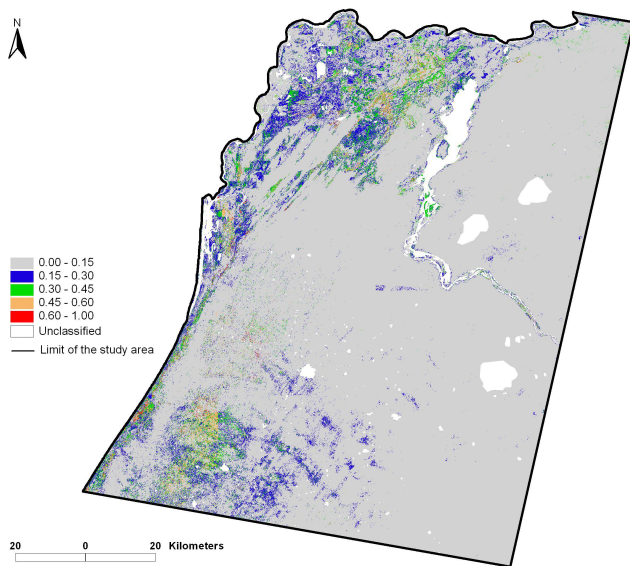 N
0.00 - 0.15
0.15 - 0.30
0.30 - 0.45
0.45 - 0.60
0.60 - 1.00
Unclassified
Limit of the study area
20 0 20 Kilometers